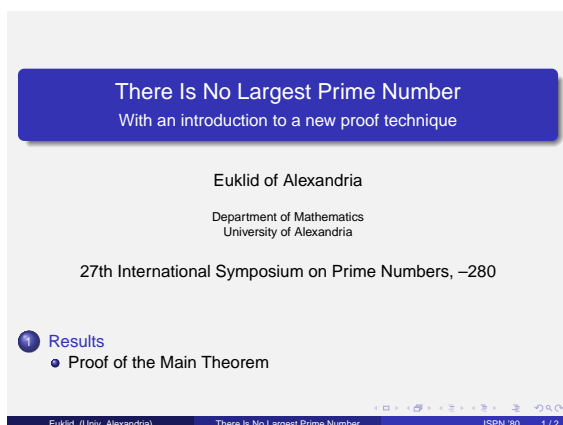 There Is No Largest Prime Number
With an introduction to a new proof technique
Euklid of Alexandria
Department of Mathematics
University of Alexandria
27th International Symposium on Prime Numbers, –280
1 Results
Proof of the Main Theorem
Euklid (Univ. Alexandria) There Is No Largest Prime Number ISPN '80 1 / 2